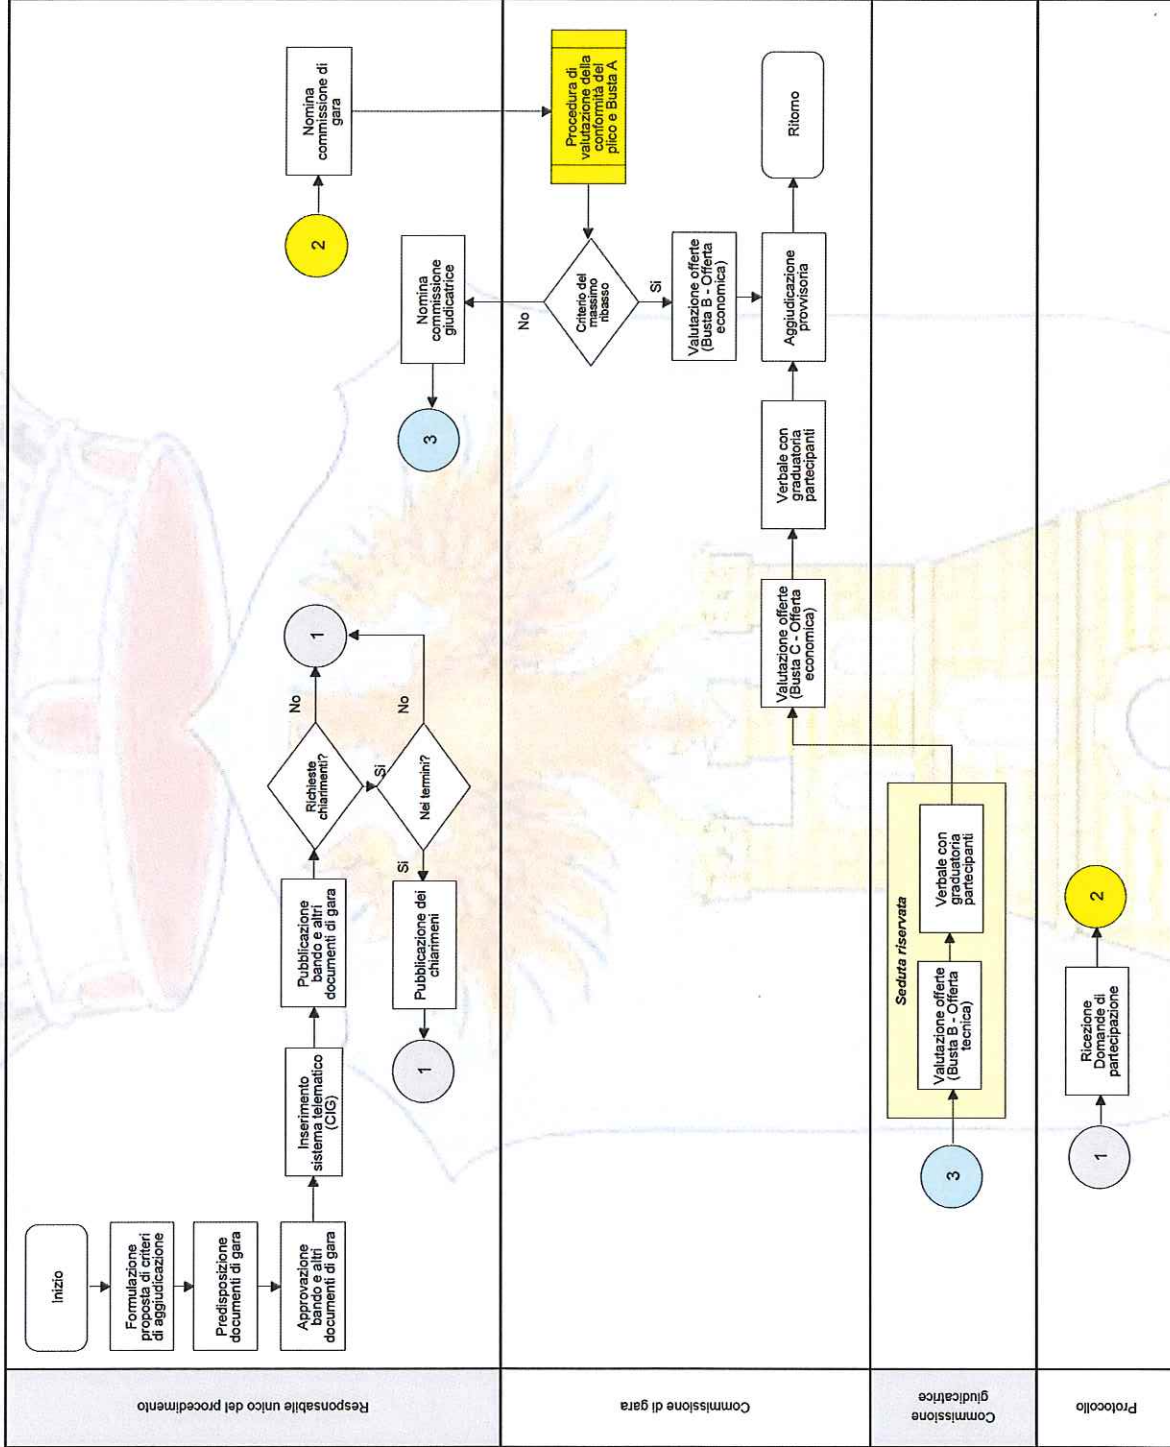 Responsabile unico del procedimento
Inizio
Formulazione
proposta di criteri
di aggiudicazione
Predisposizione
documenti di gara
Approvazione
bando e altri
documenti di gara
Inserimento
sistema telematico
(CIG)
Pubblicazione
bando e altri
documenti di gara
Richieste
chiarimenti?
No
1
Si
Nei termini?
No
Si
Pubblicazione dei
chiarimeni
1
2
Nomina
commissione di
gara
Nomina
commissione
giudicatrice
3
Commissione di gara
Procedura di
valutazione della
conformità del
plico e Busta A
Criterio del
massimo
ribasso
No
Si
Valutazione offerte
(Busta B - Offerta
economica)
Valutazione offerte
(Busta C - Offerta
economica)
Verbale con
graduatoria
partecipanti
Aggiudicazione
provvisoria
Ritorno
Commissione
giudicatrice
3
Seduta riservata
Valutazione offerte
(Busta B - Offerta
tecnica)
Verbale con
graduatoria
partecipanti
Protocollo
1
Ricezione
Domande di
partecipazione
2